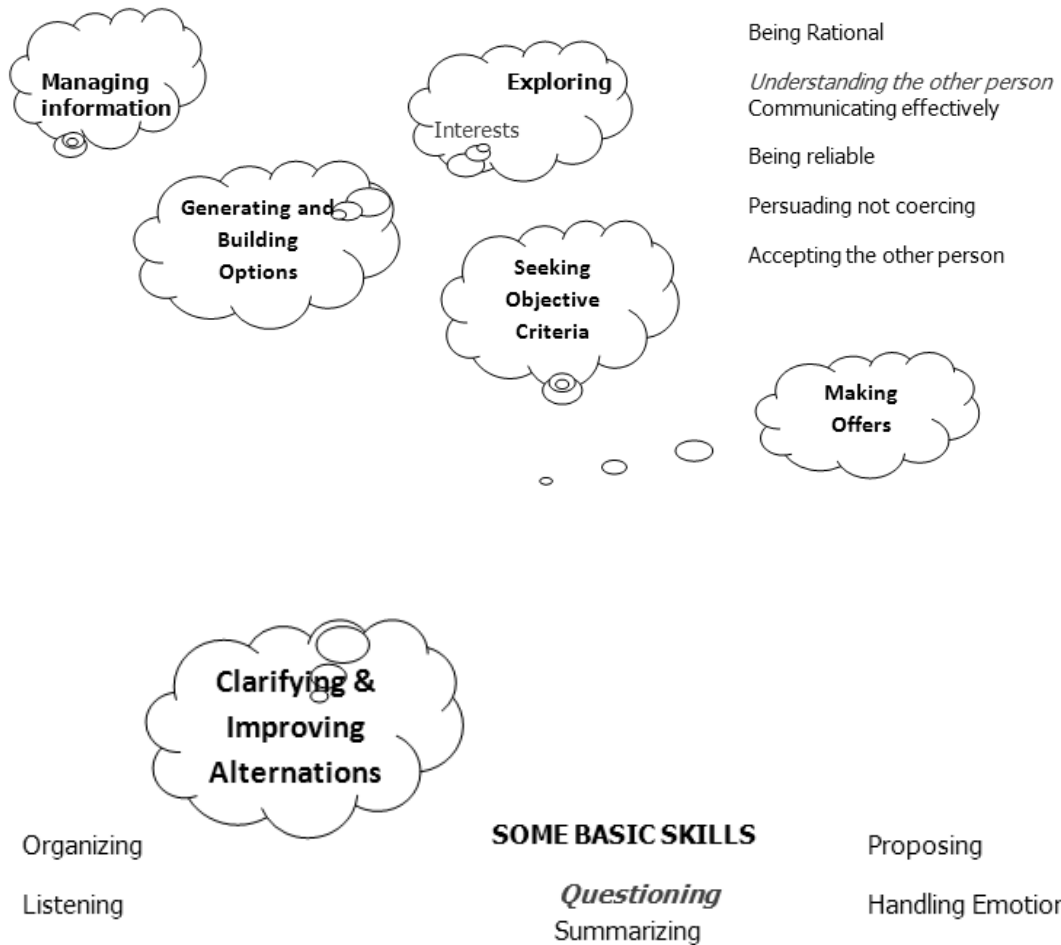 Managing
information
Exploring
Interests
Being Rational
Understanding the other person
Communicating effectively
Being reliable
Persuading not coercing
Accepting the other person
Generating and
Building
Options
Seeking
Objective
Criteria
Making
Offers
Clarifying &
Improving
Alternations
SOME BASIC SKILLS
Organizing
Proposing
Listening
Questioning
Handling Emotion
Summarizing